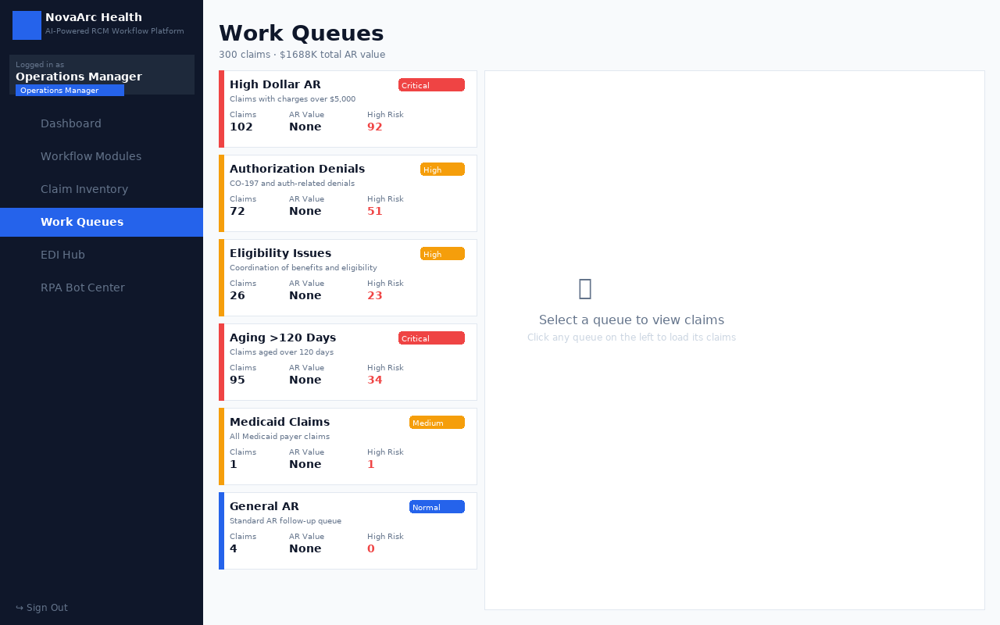 NovaArc Health
AI-Powered RCM Workflow Platform
Logged in as
Operations Manager
Operations Manager
Dashboard
Workflow Modules
Claim Inventory
Work Queues
EDI Hub
RPA Bot Center
↪ Sign Out
Work Queues
300 claims · $1688K total AR value
High Dollar AR Critical
Claims with charges over $5,000
Claims AR Value High Risk
102 None 92
Authorization Denials High
CO-197 and auth-related denials
Claims AR Value High Risk
72 None 51
Eligibility Issues High
Coordination of benefits and eligibility
Claims AR Value High Risk
26 None 23
Aging >120 Days Critical
Claims aged over 120 days
Claims AR Value High Risk
95 None 34
Medicaid Claims Medium
All Medicaid payer claims
Claims AR Value High Risk
1 None 1
General AR Normal
Standard AR follow-up queue
Claims AR Value High Risk
4 None 0
Select a queue to view claims
Click any queue on the left to load its claims